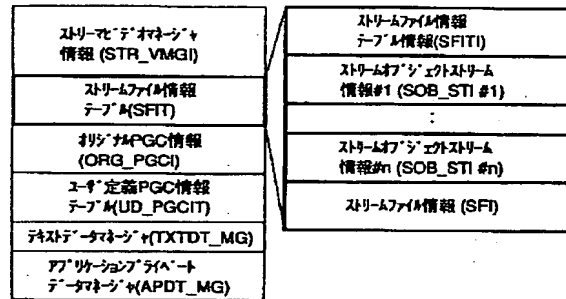 ストリーマビデオマネージャ
情報 (STR_VMGI)
ストリームファイル情報
テーブル(SFIT)
オリジナルPGC情報
(ORG_PGCI)
ユーザ定義PGC情報
テーブル(UD_PGCIT)
テキストデータマネージャ(TXTDT_MG)
アプリケーションプライベート
データマネージャ(APDT_MG)
ストリームファイル情報
テーブル情報(SFITI)
ストリームオブジェクトストリーム
情報#1 (SOB_STI #1)
:
ストリームオブジェクトストリーム
情報#n (SOB_STI #n)
ストリームファイル情報 (SFI)